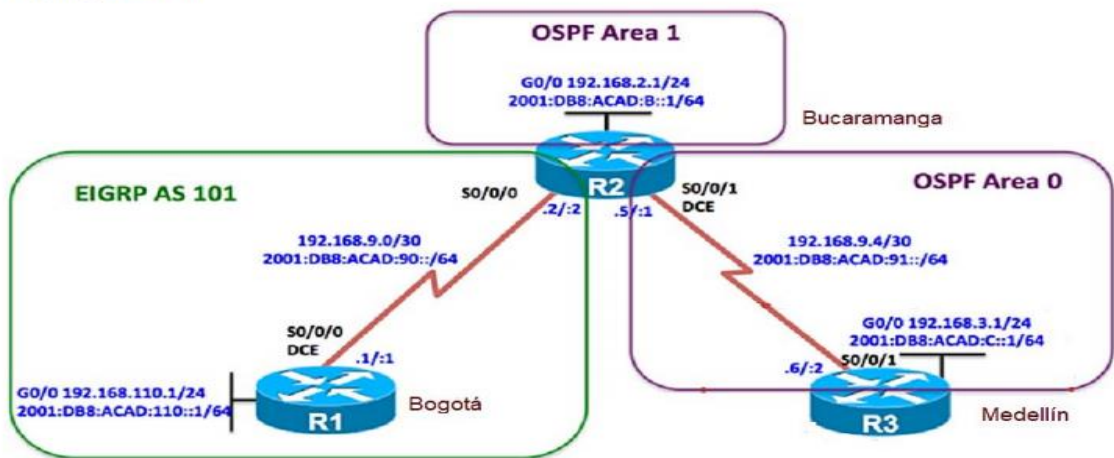 OSPF Area 1
G0/0 192.168.2.1/24
2001:DB8:ACAD:B::1/64
Bucaramanga
EIGRP AS 101
S0/0/0
R2
S0/0/1
DCE
OSPF Area 0
.2/:2
.5/:1
192.168.9.0/30
2001:DB8:ACAD:90::/64
192.168.9.4/30
2001:DB8:ACAD:91::/64
S0/0/0
DCE
.1/:1
G0/0 192.168.3.1/24
2001:DB8:ACAD:C::1/64
.6/:2
S0/0/1
G0/0 192.168.110.1/24
2001:DB8:ACAD:110::1/64
R1
Bogotá
R3
Medellín